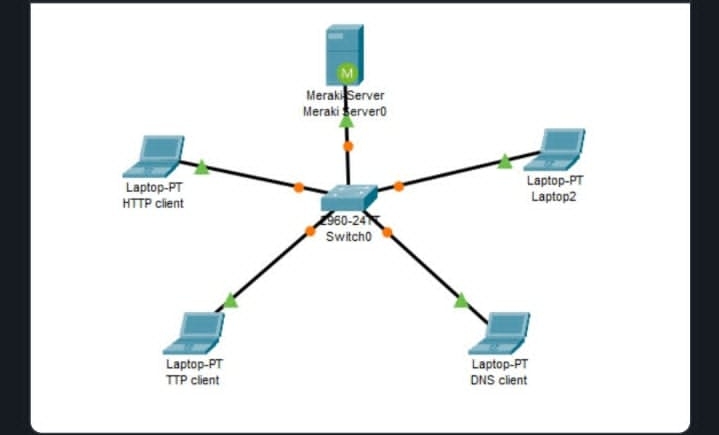 M
Meraki-Server
Meraki Server0
Laptop-PT
HTTP client
Laptop-PT
Laptop2
2960-24TT
Switch0
Laptop-PT
TTP client
Laptop-PT
DNS client